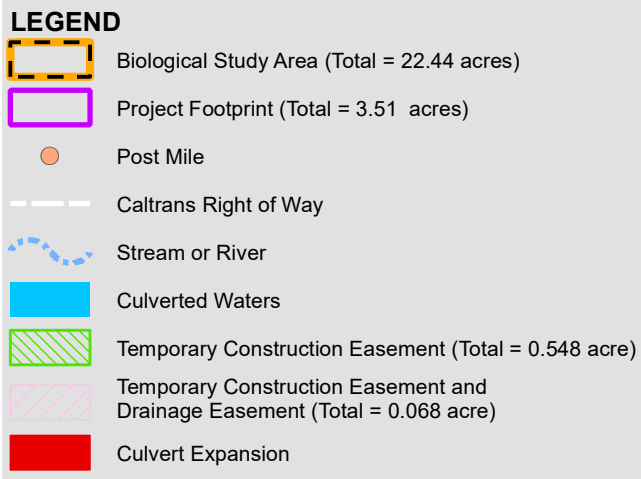 LEGEND
Biological Study Area (Total = 22.44 acres)
Project Footprint (Total = 3.51  acres)
Post Mile
Caltrans Right of Way
Stream or River
Culverted Waters
Temporary Construction Easement (Total = 0.548 acre)
Temporary Construction Easement and
Drainage Easement (Total = 0.068 acre)
Culvert Expansion